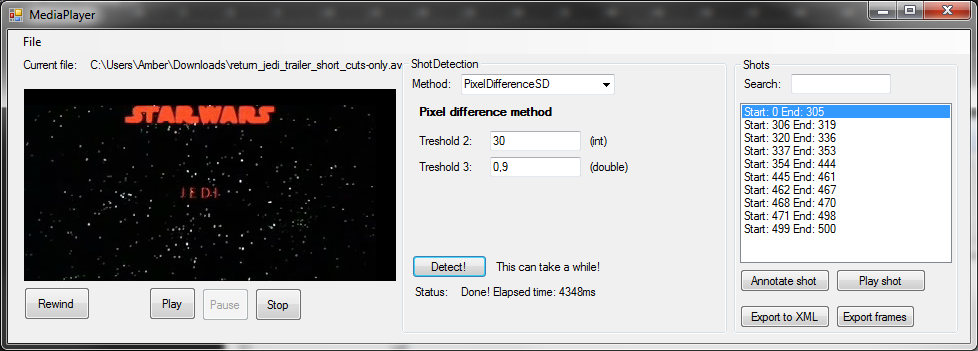 MediaPlayer
File
Current file: C:\Users\Amber\Downloads\return_jedi_trailer_short_cuts-only.av
STAR WARS
JEDI
Rewind
Play
Pause
Stop
ShotDetection
Method: PixelDifferenceSD
Pixel difference method
Treshold 2: 30 (int)
Treshold 3: 0,9 (double)
Detect! This can take a while!
Status: Done! Elapsed time: 4348ms
Shots
Search:
Start: 0 End: 305
Start: 306 End: 319
Start: 320 End: 336
Start: 337 End: 353
Start: 354 End: 444
Start: 445 End: 461
Start: 462 End: 467
Start: 468 End: 470
Start: 471 End: 498
Start: 499 End: 500
Annotate shot
Play shot
Export to XML
Export frames